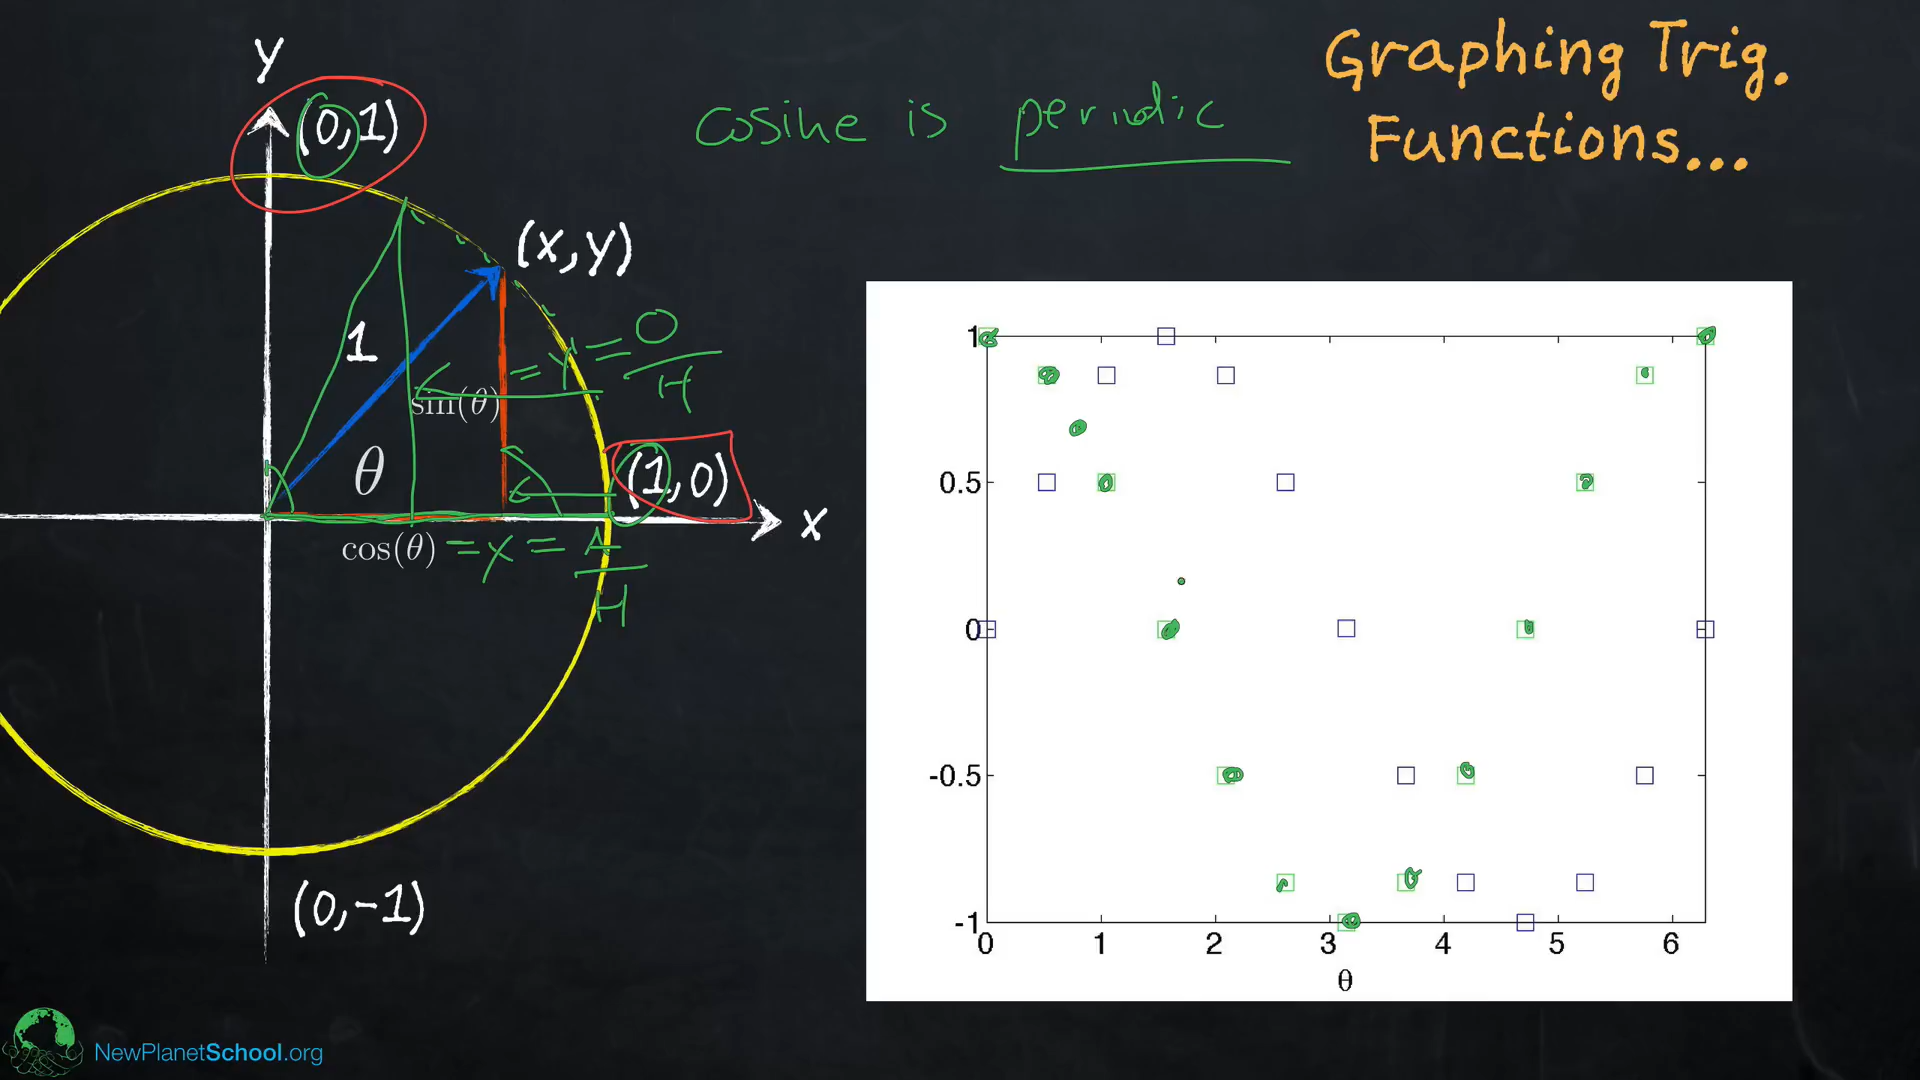 Graphing Trig.
Functions...
cosine is periodic
y
(0,1)
(x,y)
1
= y = O/H
sin(θ)
θ
(1,0)
x
cos(θ) = x = A/H
(0,-1)
1
0.5
0
-0.5
-1
0 1 2 3 4 5 6
θ
NewPlanetSchool.org